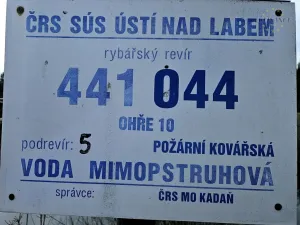 ČRS SÚS ÚSTÍ NAD LABEM
rybářský revír
441 044
OHŘE 10
podrevír: 5 POŽÁRNÍ KOVÁŘSKÁ
VODA MIMOPSTRUHOVÁ
správce: ČRS MO KADAŇ